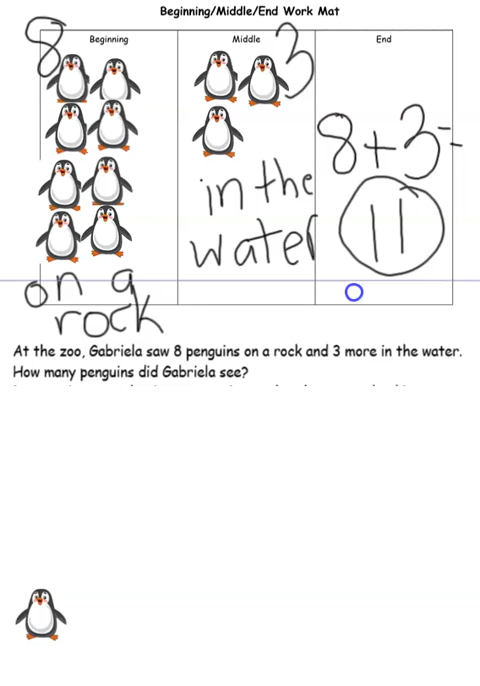 Beginning/Middle/End Work Mat
Beginning
Middle
End
8
3
8+3=
11
in the
water
on a
rock
At the zoo, Gabriela saw 8 penguins on a rock and 3 more in the water.
How many penguins did Gabriela see?